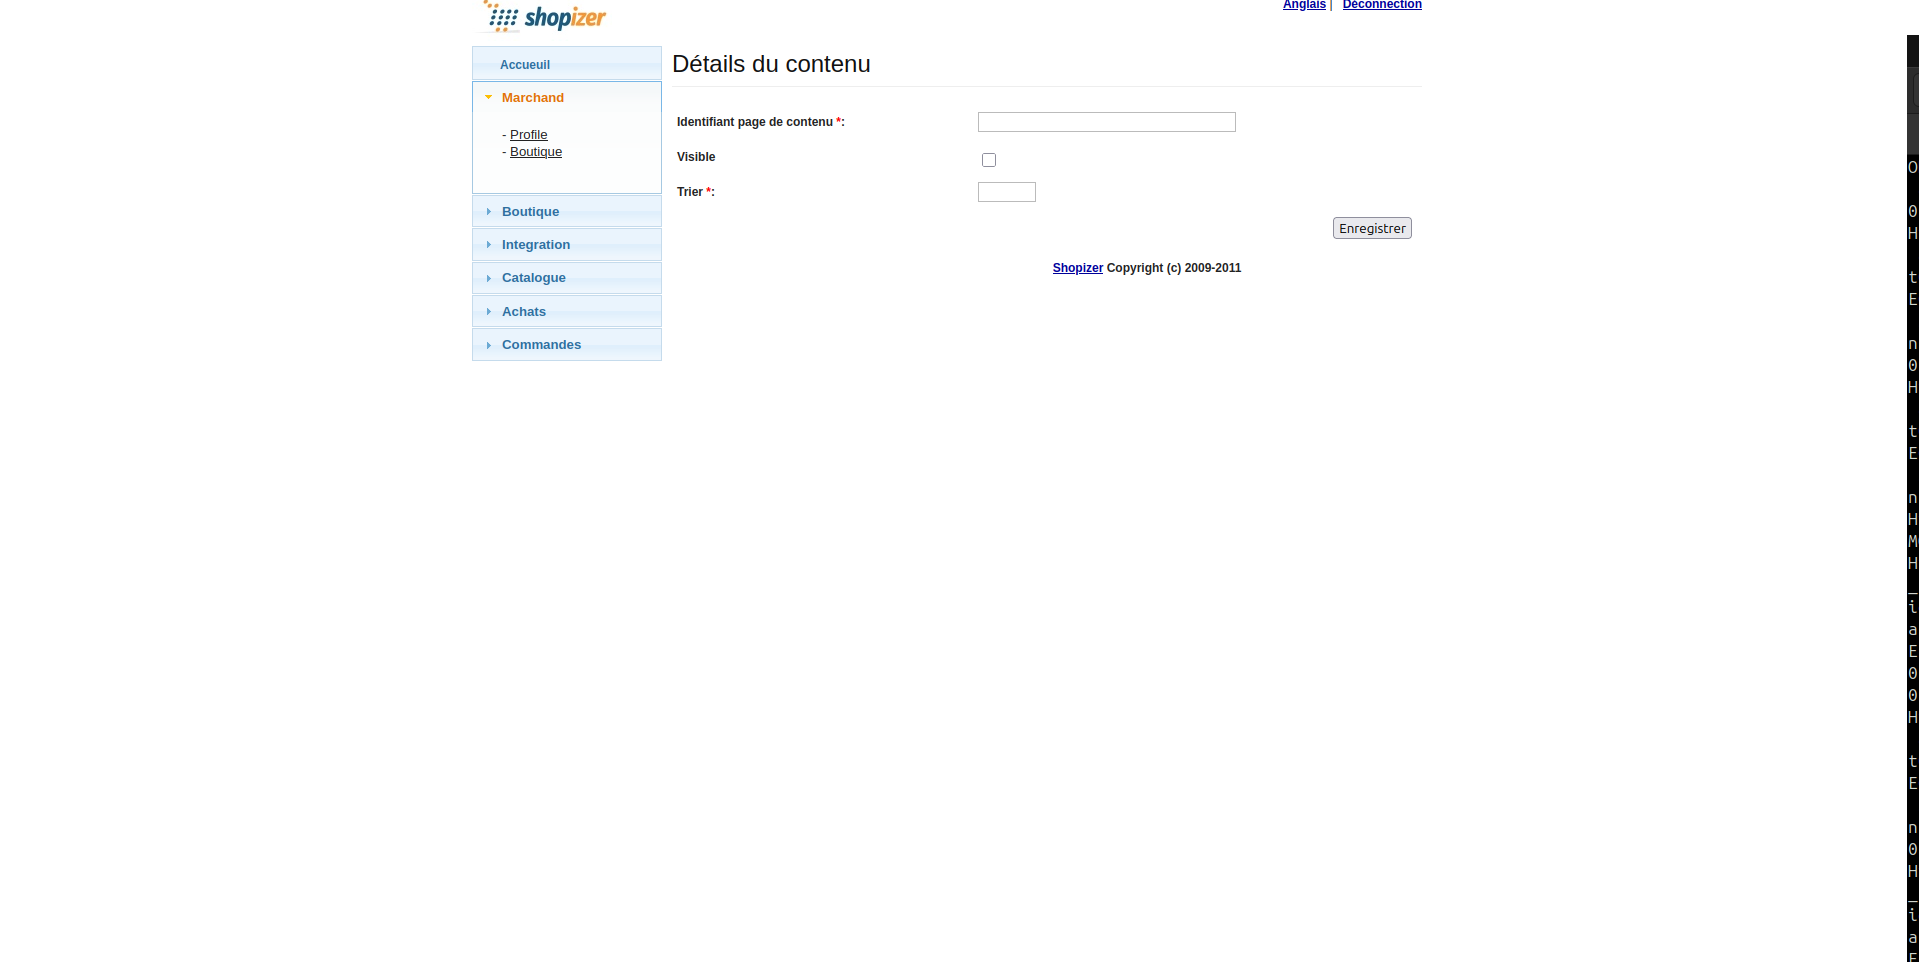 shopizer
Anglais | Déconnection
Accueuil
Marchand
- Profile
- Boutique
Boutique
Integration
Catalogue
Achats
Commandes
Détails du contenu
Identifiant page de contenu *:
Visible
Trier *:
Enregistrer
Shopizer Copyright (c) 2009-2011
O
0
H
t
E
n
0
H
t
E
n
H
M
H
_
i
a
E
0
0
H
t
E
n
0
H
_
i
a
E